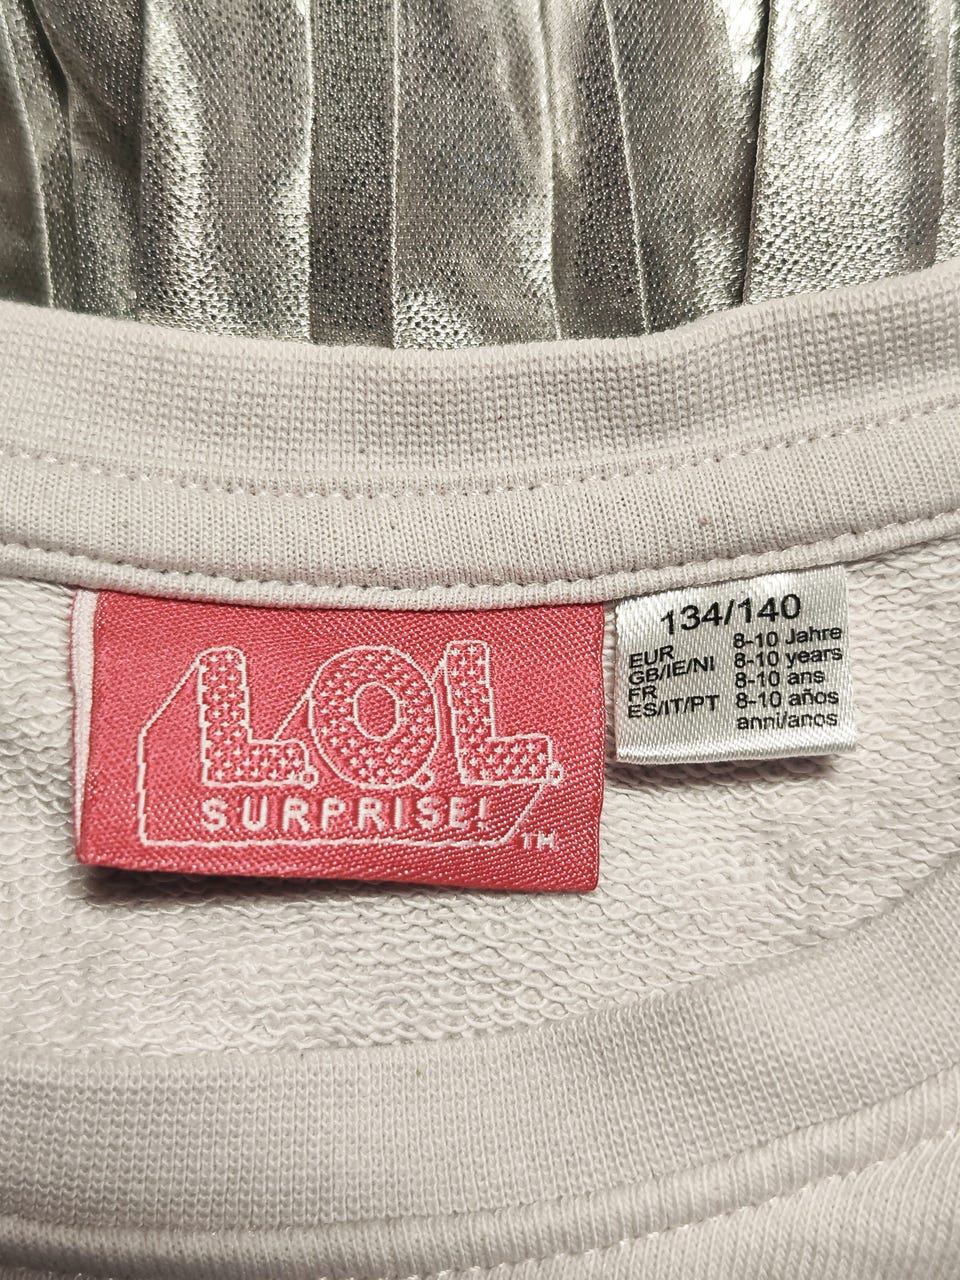 L.O.L.
SURPRISE!
TM
134/140
EUR 8-10 Jahre
GB/IE/NI 8-10 years
FR 8-10 ans
ES/IT/PT 8-10 años
anni/anos